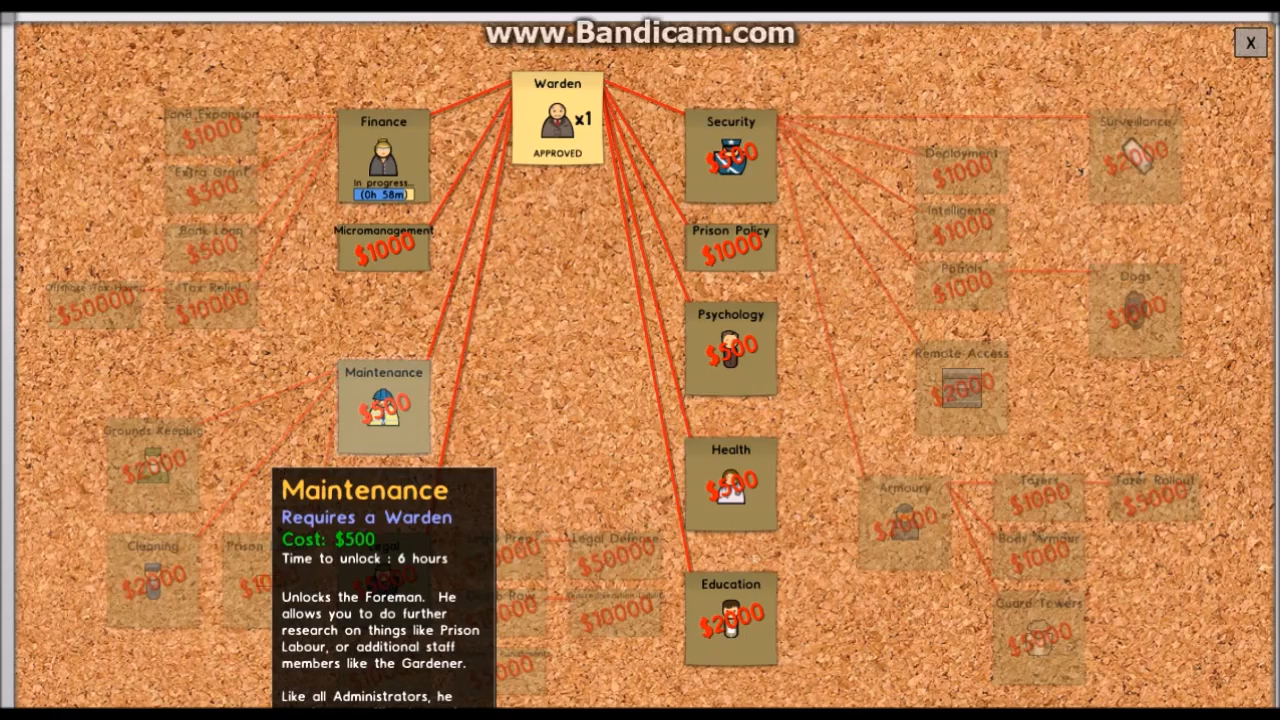 www.Bandicam.com
X
Warden
x1
APPROVED
Finance
In progress...
(0h 58m)
Micromanagement
$1000
Land Expansion
$1000
Extra Grant
$500
Bank Loan
$500
Tax Relief
$10000
$50000
Security
$500
Prison Policy
$1000
Psychology
$500
Health
$500
Education
$2000
Surveillance
$2000
Deployment
$1000
Intelligence
$1000
Patrols
$1000
Dogs
Remote Access
$2000
Armoury
$2000
Tazers
$1000
Tazer Rollout
$5000
Body Armour
$1000
Guard Towers
$5000
Maintenance
$500
Grounds Keeping
$2000
Cleaning
$2000
Prison
Legal Defense
$50000
$10000
Maintenance
Requires a Warden
Cost: $500
Time to unlock : 6 hours
Unlocks the Foreman. He
allows you to do further
research on things like Prison
Labour, or additional staff
members like the Gardener.
Like all Administrators, he